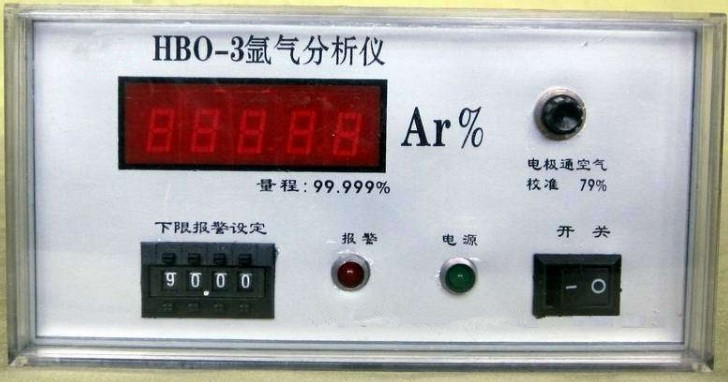 HBO-3氩气分析仪
88888
Ar%
量程:99.999%
电极通空气
校准 79%
下限报警设定
9000
报警
电源
开关